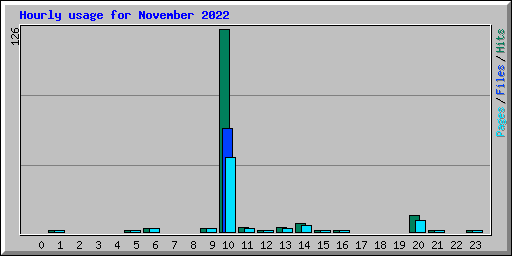 Hourly usage for November 2022
126
Pages/Files/Hits
0 1 2 3 4 5 6 7 8 9 10 11 12 13 14 15 16 17 18 19 20 21 22 23